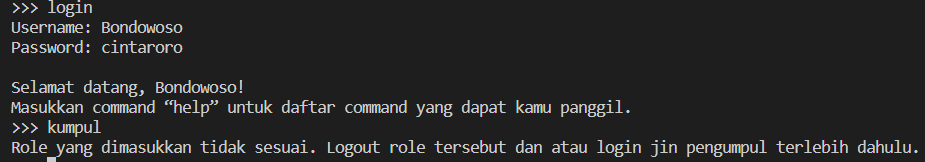 >>> login
Username: Bondowoso
Password: cintaroro
Selamat datang, Bondowoso!
Masukkan command “help” untuk daftar command yang dapat kamu panggil.
>>> kumpul
Role yang dimasukkan tidak sesuai. Logout role tersebut dan atau login jin pengumpul terlebih dahulu.